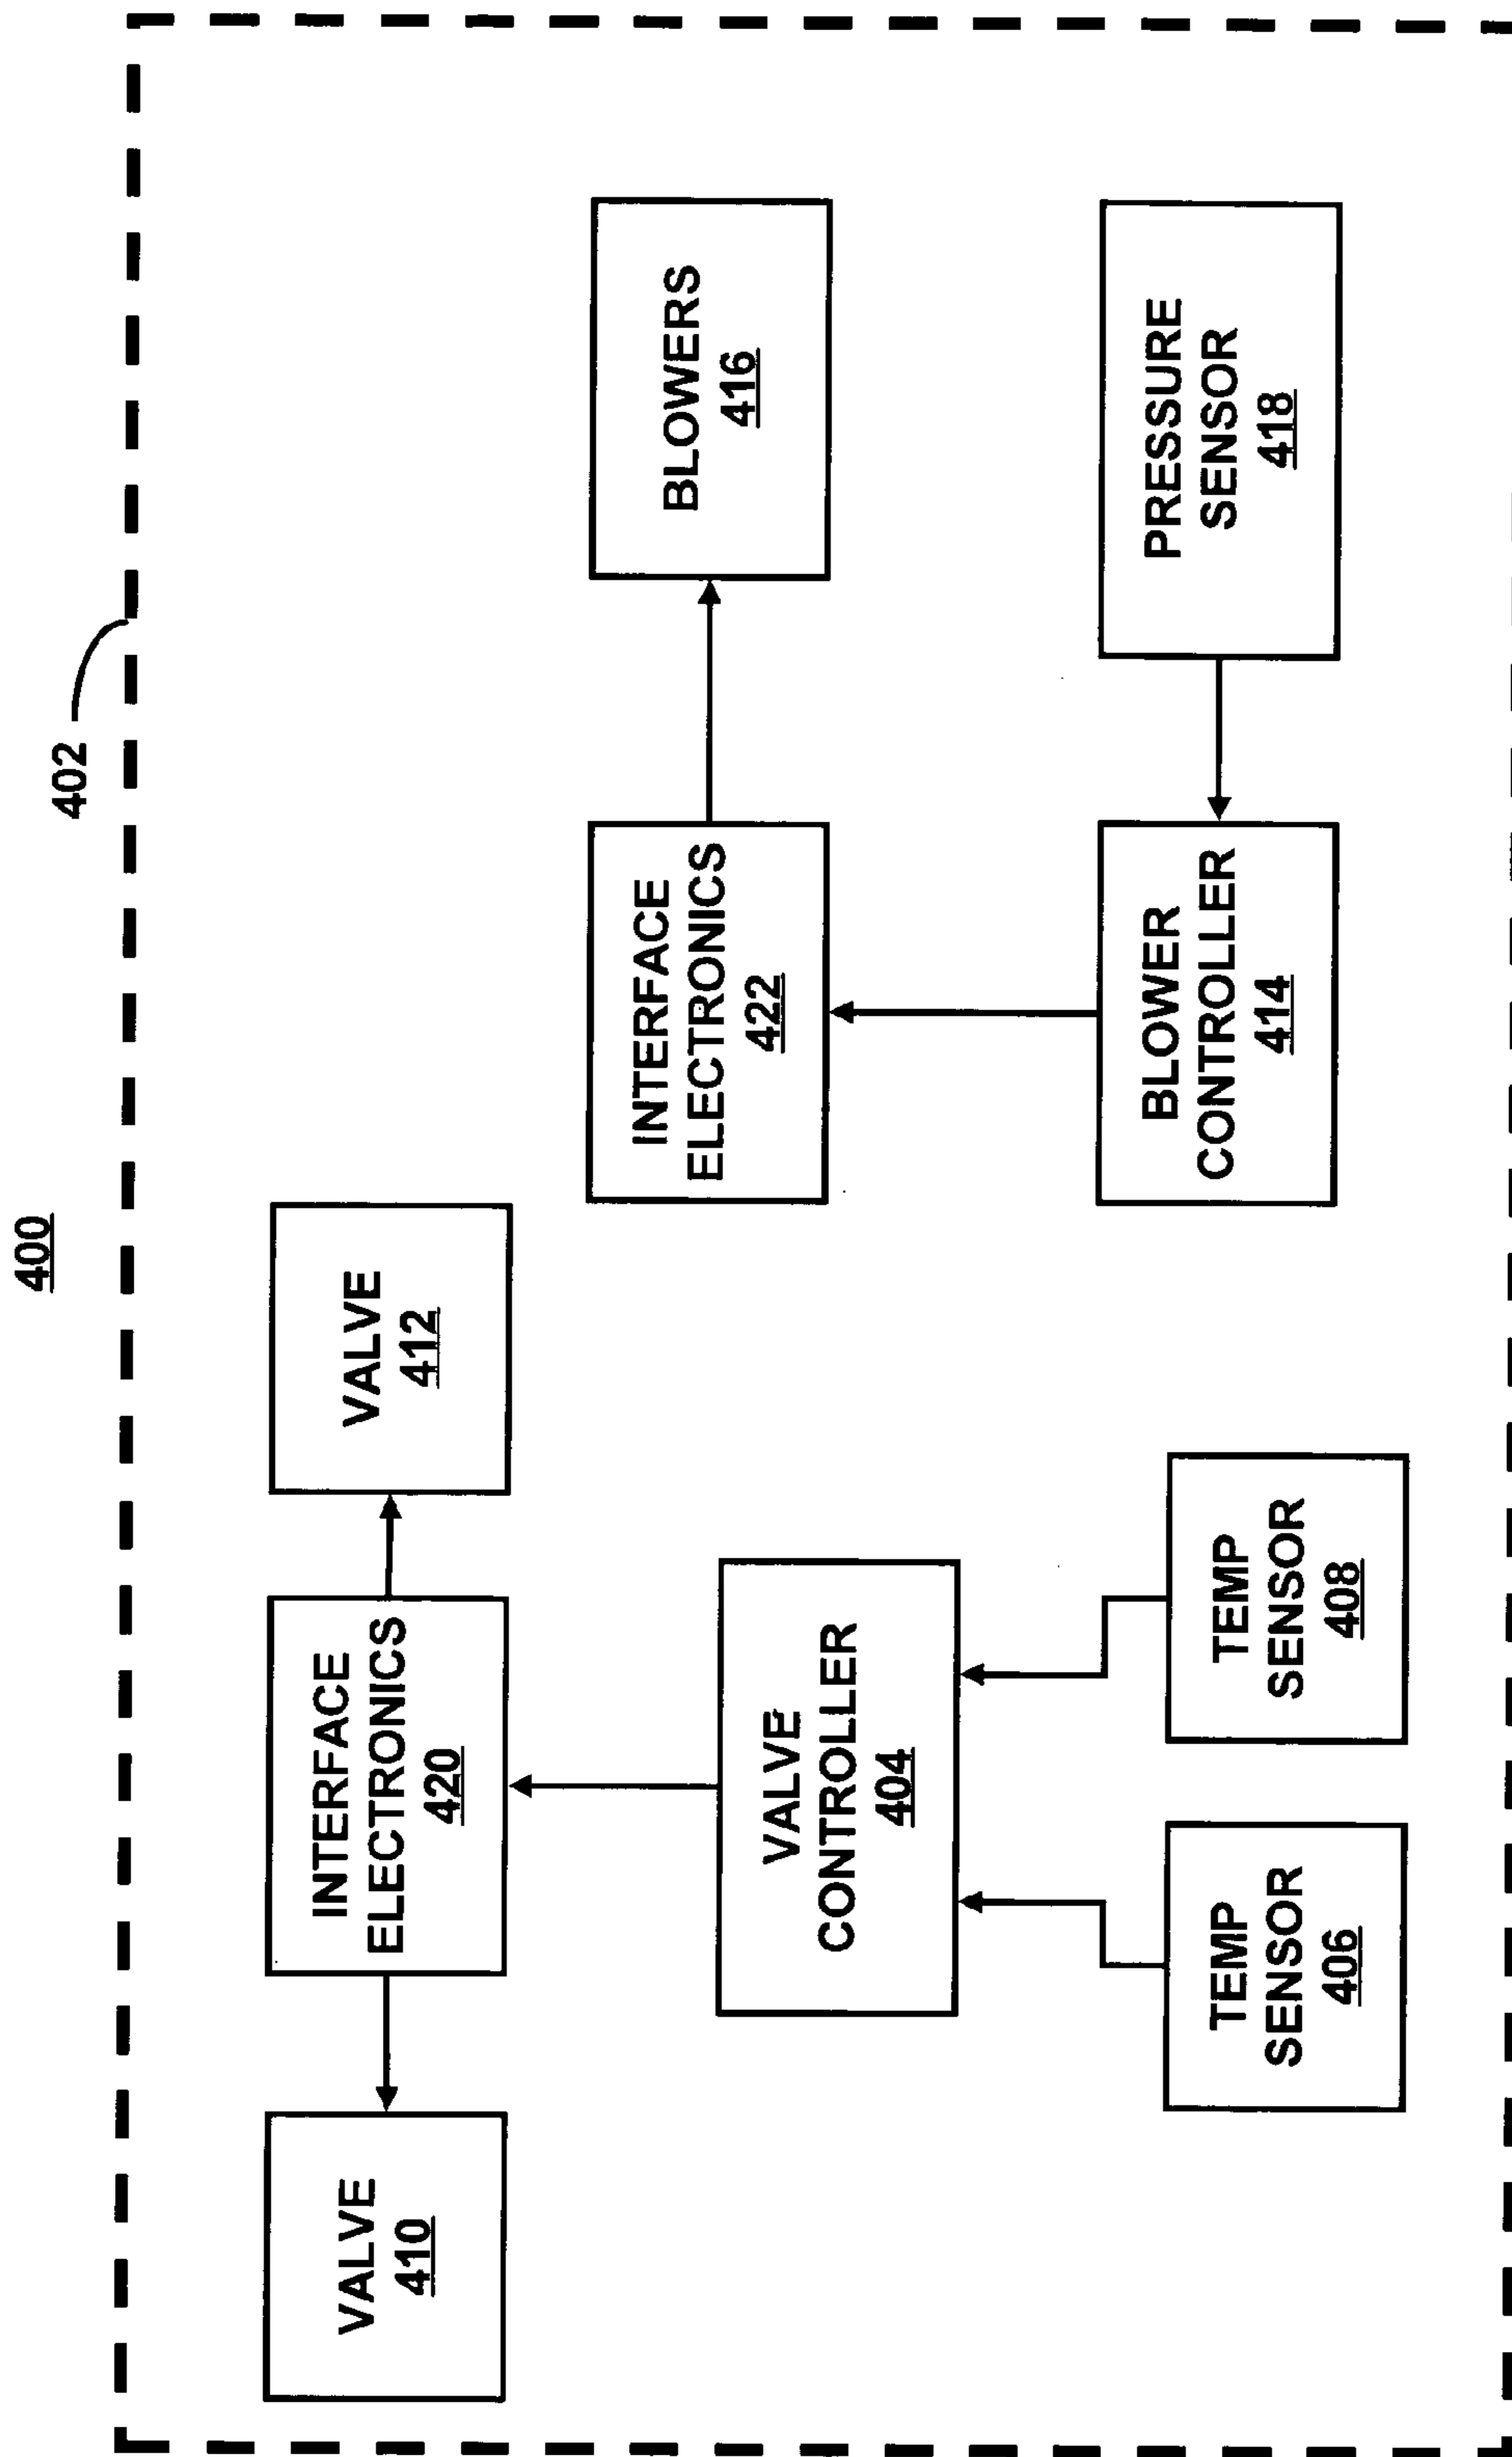 400
402
VALVE
410
INTERFACE
ELECTRONICS
420
VALVE
412
INTERFACE
ELECTRONICS
422
BLOWERS
416
VALVE
CONTROLLER
404
TEMP
SENSOR
406
TEMP
SENSOR
408
BLOWER
CONTROLLER
414
PRESSURE
SENSOR
418